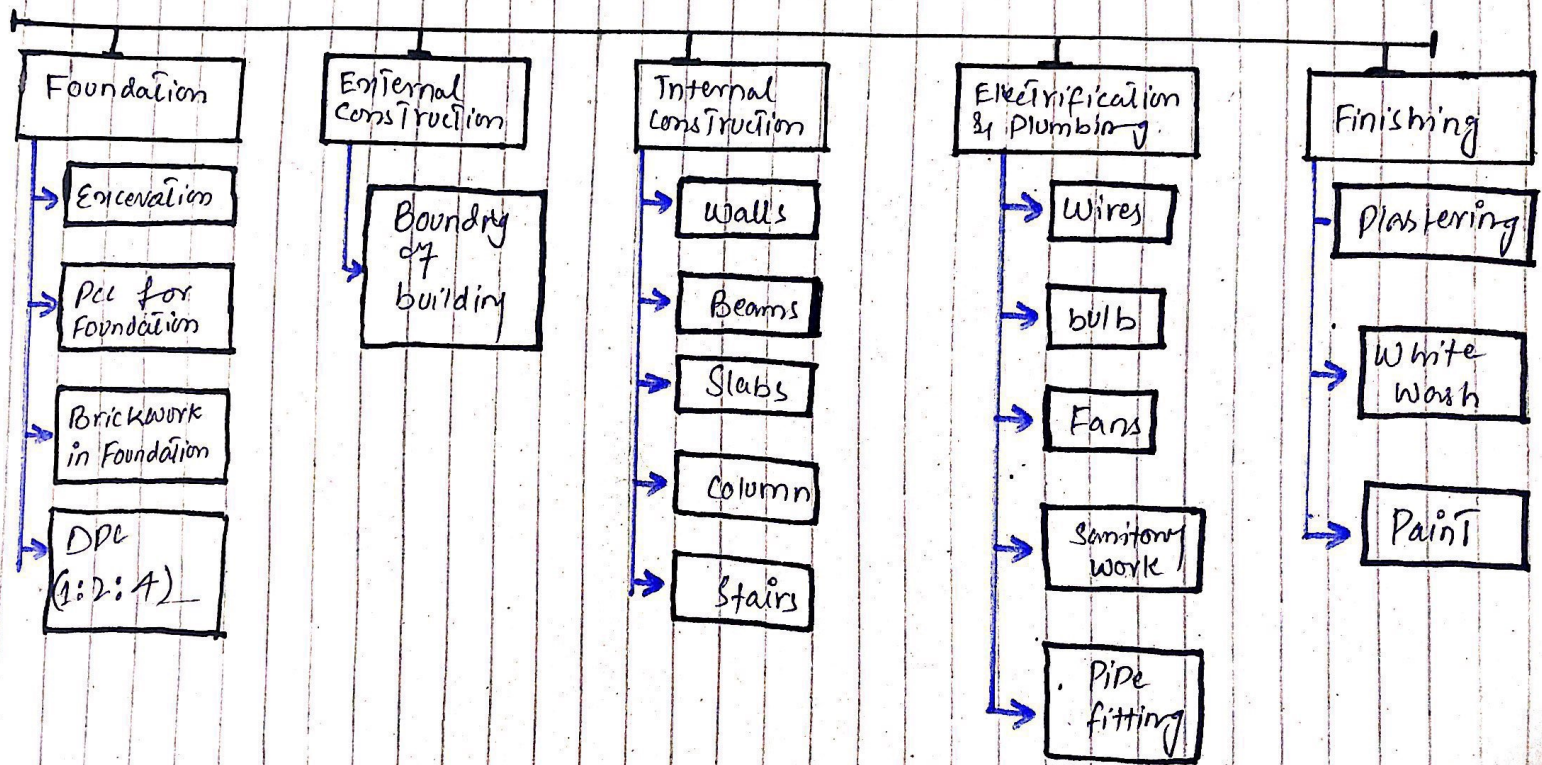 Foundation
Excavation
PCC for
Foundation
Brickwork
in Foundation
DPC
(1:2:4)
External
Construction
Boundry
of
building
Internal
Construction
Walls
Beams
Slabs
Column
Stairs
Electrification
& Plumbing
Wires
bulb
Fans
Sanitory
work
Pipe
fitting
Finishing
Plastering
White
Wash
Paint